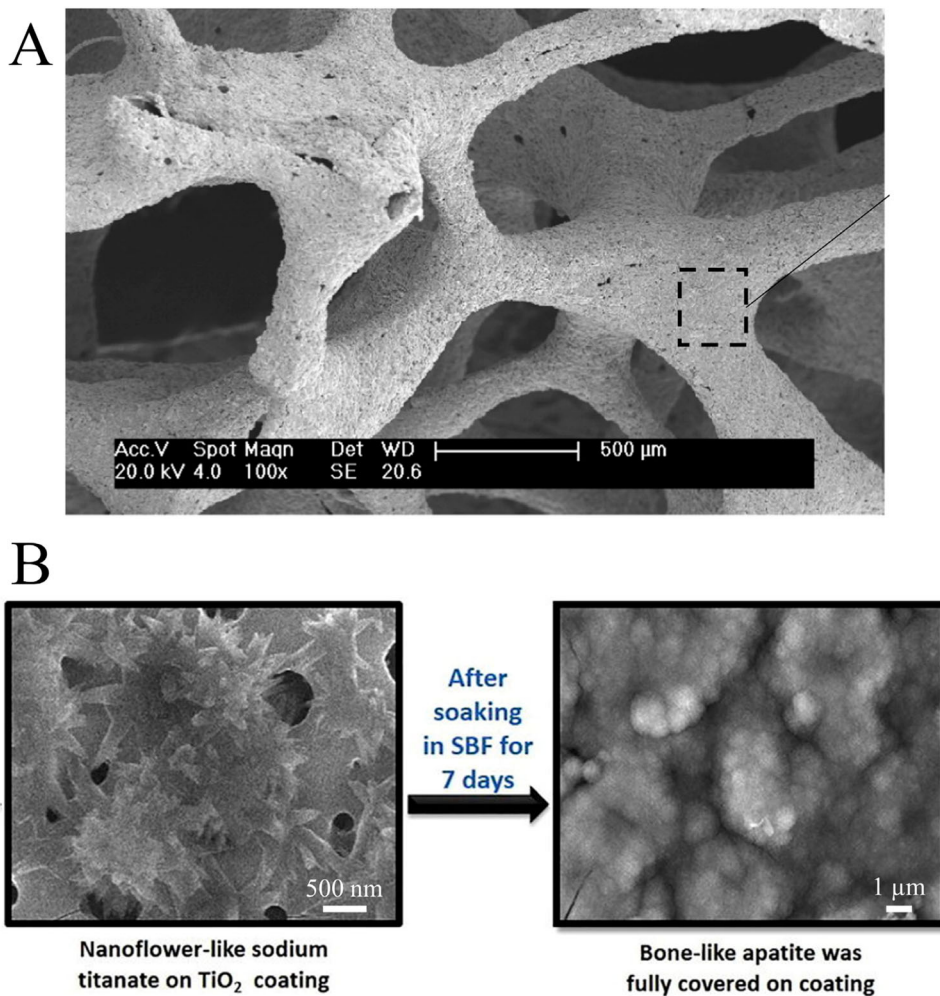 A
Acc.V Spot Magn Det WD 500 µm
20.0 kV 4.0 100x SE 20.6
B
After
soaking
in SBF for
7 days
500 nm
1 µm
Nanoflower-like sodium
titanate on TiO₂ coating
Bone-like apatite was
fully covered on coating